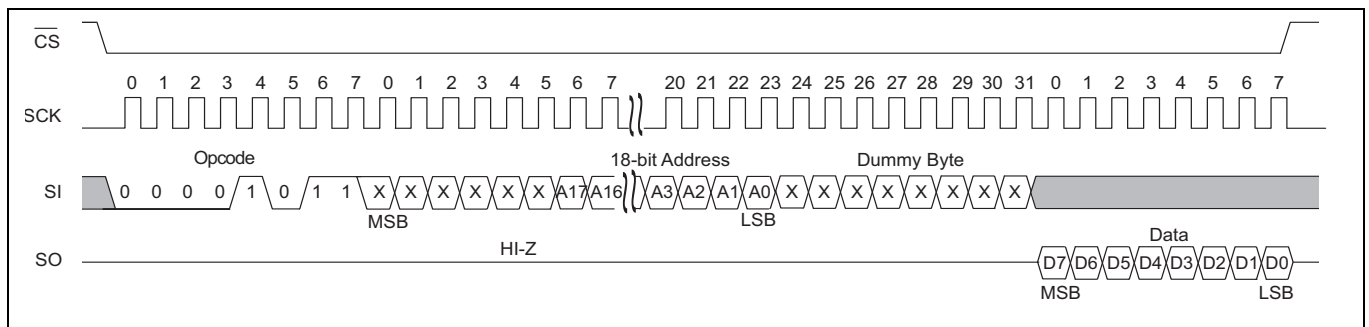 CS
0 1 2 3 4 5 6 7 0 1 2 3 4 5 6 7 20 21 22 23 24 25 26 27 28 29 30 31 0 1 2 3 4 5 6 7
SCK
Opcode 18-bit Address Dummy Byte
SI 0 0 0 0 1 0 1 1 X X X X X X A17 A16 A3 A2 A1 A0 X X X X X X X X
MSB LSB
HI-Z Data
SO D7 D6 D5 D4 D3 D2 D1 D0
MSB LSB